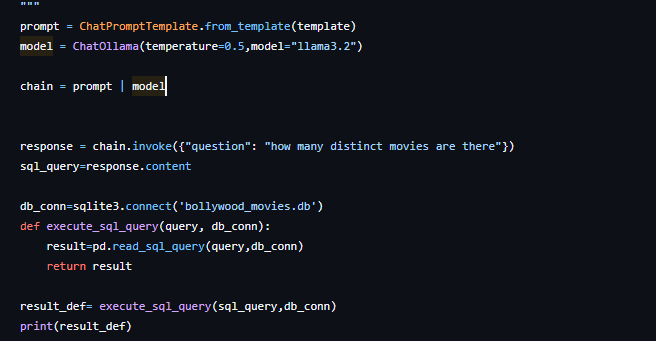 """
prompt = ChatPromptTemplate.from_template(template)
model = ChatOllama(temperature=0.5,model="llama3.2")
chain = prompt | model
response = chain.invoke({"question": "how many distinct movies are there"})
sql_query=response.content
db_conn=sqlite3.connect('bollywood_movies.db')
def execute_sql_query(query, db_conn):
    result=pd.read_sql_query(query,db_conn)
    return result
result_def= execute_sql_query(sql_query,db_conn)
print(result_def)